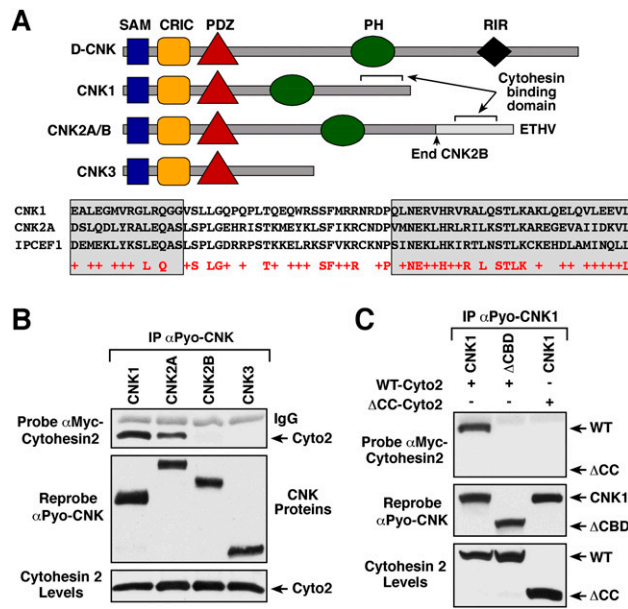 A
SAM CRIC PDZ PH RIR
D-CNK
CNK1
Cytohesin
binding
domain
CNK2A/B
ETHV
End CNK2B
CNK3
CNK1 EALEGMVRGLRQGGVSLLGQPQPLTQEQWRSSFMRRNRDPQLNERVHRVRALQSTLKAKLQELQVLEEVL
CNK2A DSLQDLYRALEQASLSPLGEHRISTKMEYKLSFIKRCNDPVMNEKLHRLRILQSTLKAREGEVAIIDKVL
IPCEF1 DEMEKLYKSLEQASLSPLGDRRPSTKKELRKSFVKRCKNPSINEKLHKIRTLNSTLKCKEHDLAMINQLL
+ ++ +++ L Q +S LG+ + T+ +++ SF++R + P +NE++H++R L STLK + ++ +++++L
B
IP αPyo-CNK
CNK1 CNK2A CNK2B CNK3
Probe αMyc-
Cytohesin2
IgG
Cyto2
Reprobe
αPyo-CNK
CNK
Proteins
Cytohesin 2
Levels
Cyto2
C
IP αPyo-CNK1
CNK1 ΔCBD CNK1
WT-Cyto2 + + -
ΔCC-Cyto2 - - +
Probe αMyc-
Cytohesin2
WT
ΔCC
Reprobe
αPyo-CNK
CNK1
ΔCBD
Cytohesin 2
Levels
WT
ΔCC